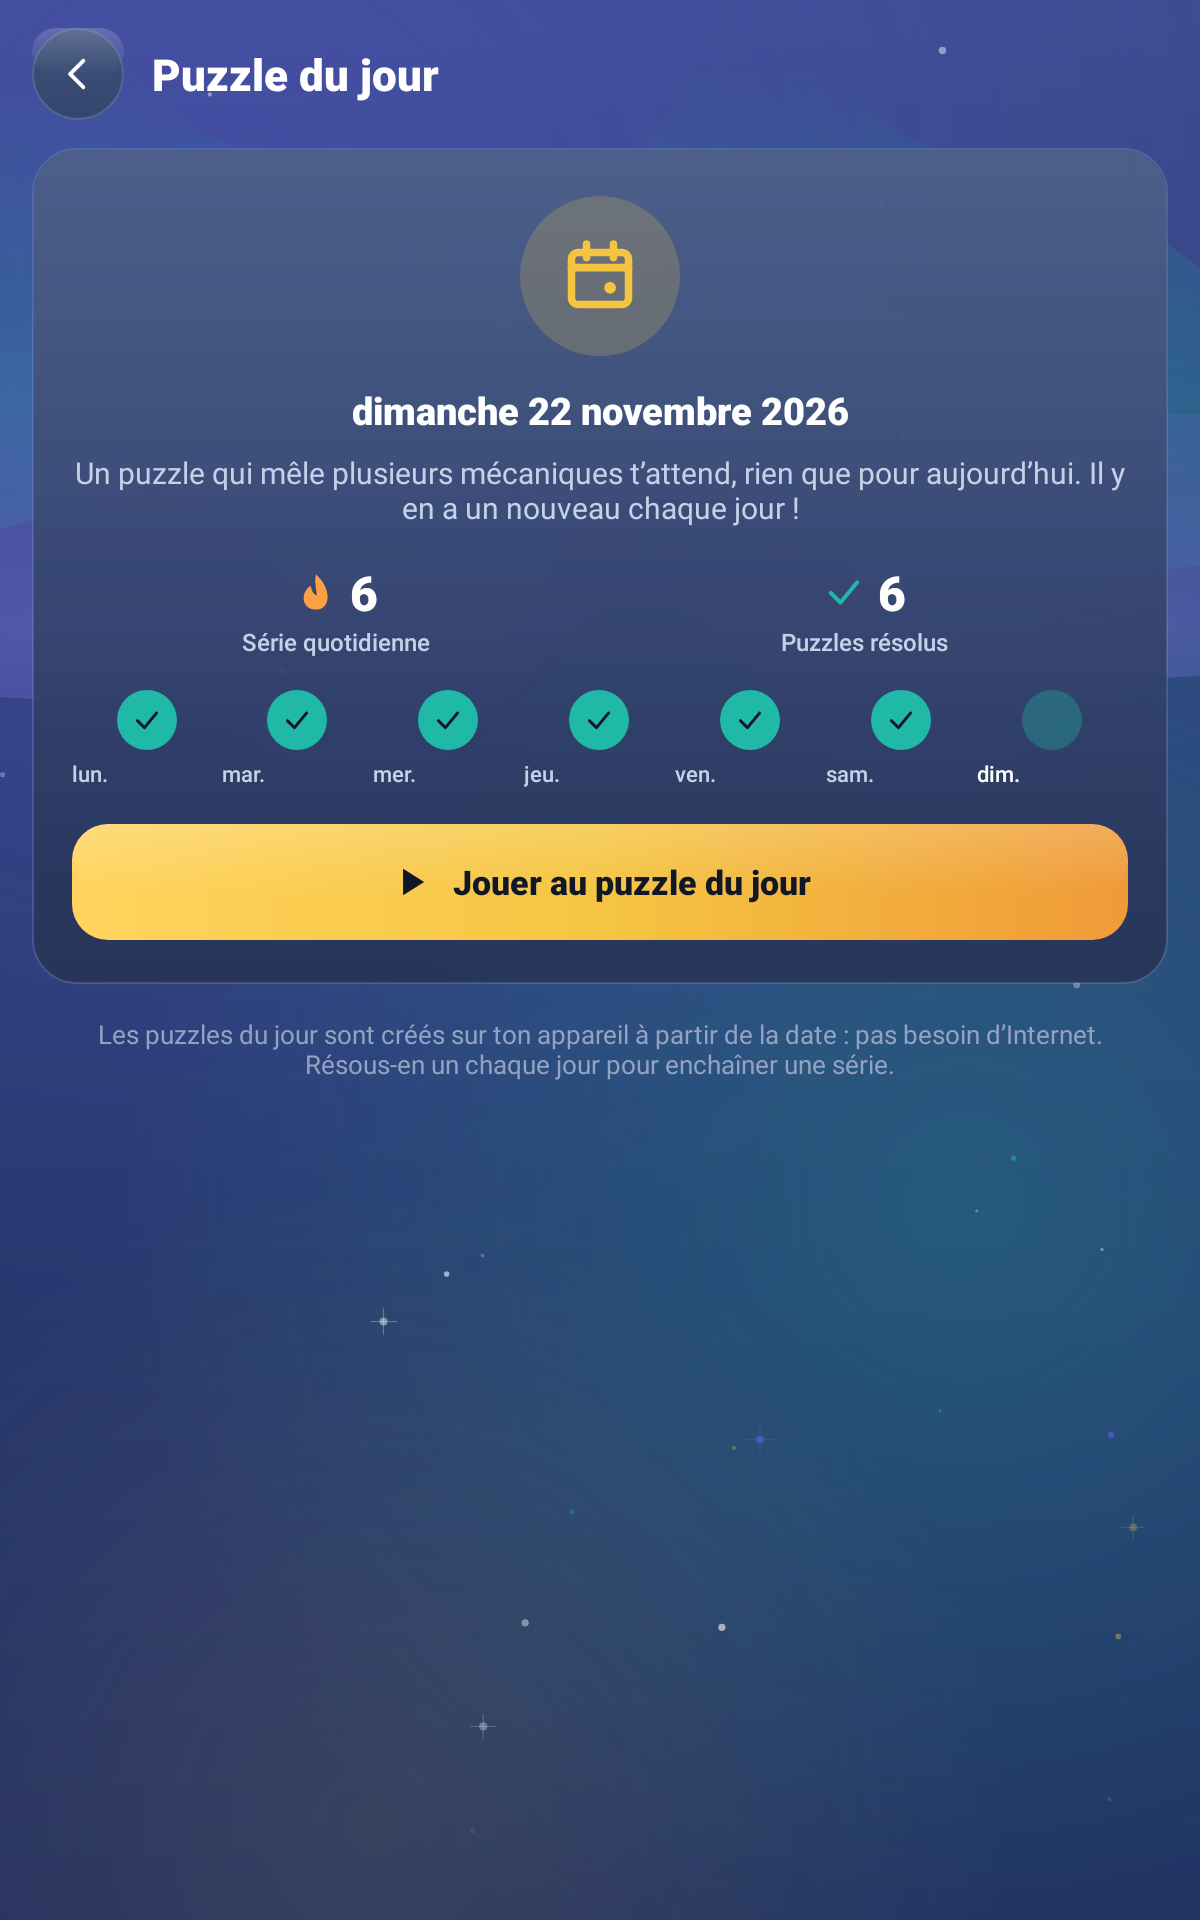 Puzzle du jour
dimanche 22 novembre 2026
Un puzzle qui mêle plusieurs mécaniques t’attend, rien que pour aujourd’hui. Il y
en a un nouveau chaque jour !
6
Série quotidienne
6
Puzzles résolus
lun. mar. mer. jeu. ven. sam. dim.
Jouer au puzzle du jour
Les puzzles du jour sont créés sur ton appareil à partir de la date : pas besoin d’Internet.
Résous-en un chaque jour pour enchaîner une série.